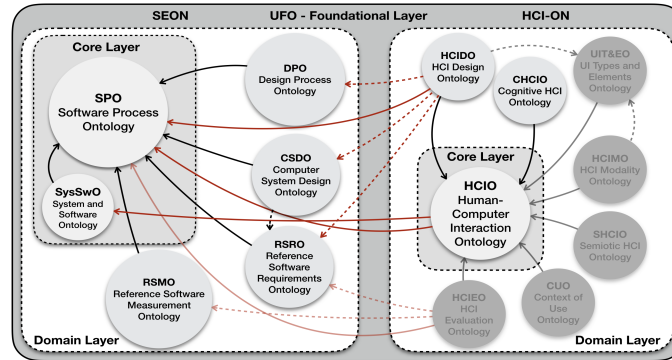 SEON
UFO - Foundational Layer
HCI-ON
Core Layer
SPO
Software Process
Ontology
SysSwO
System and
Software
Ontology
DPO
Design Process
Ontology
CSDO
Computer
System Design
Ontology
RSRO
Reference
Software
Requirements
Ontology
RSMO
Reference Software
Measurement
Ontology
Domain Layer
HCIDO
HCI Design
Ontology
CHCIO
Cognitive HCI
Ontology
UIT&EO
UI Types and
Elements
Ontology
HCIMO
HCI Modality
Ontology
Core Layer
HCIO
Human-
Computer
Interaction
Ontology
SHCIO
Semiotic HCI
Ontology
CUO
Context of
Use
Ontology
HCIEO
HCI
Evaluation
Ontology
Domain Layer